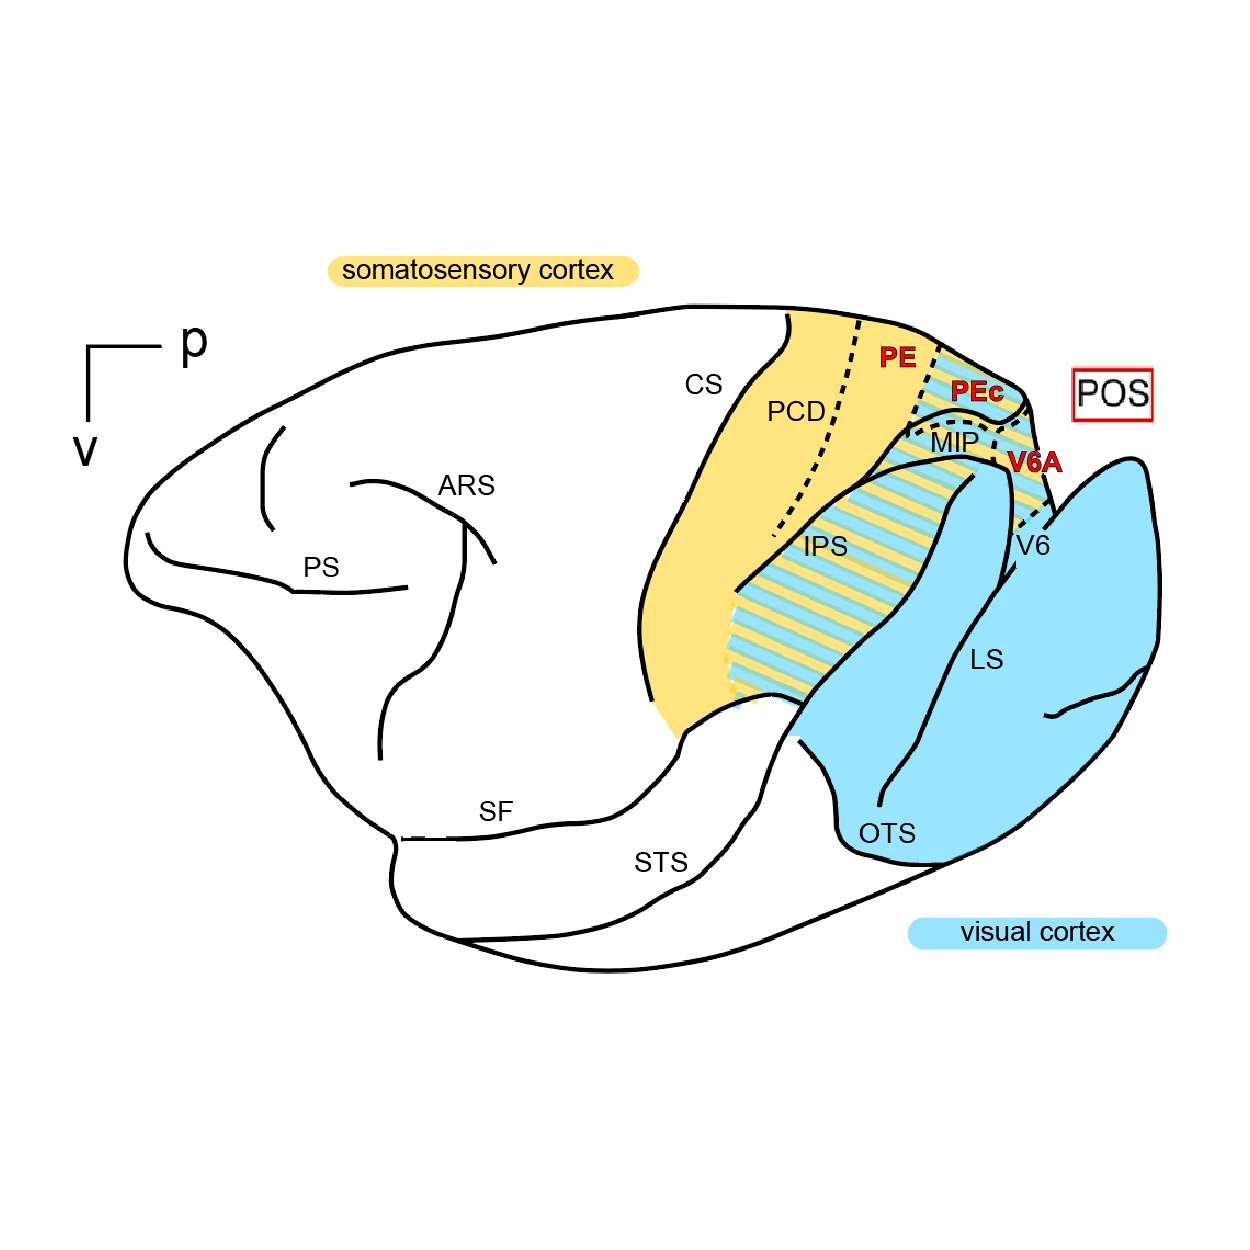 somatosensory cortex
p
v
PE
POS
CS
PEc
PCD
MIP
V6A
ARS
IPS
V6
PS
LS
SF
OTS
STS
visual cortex